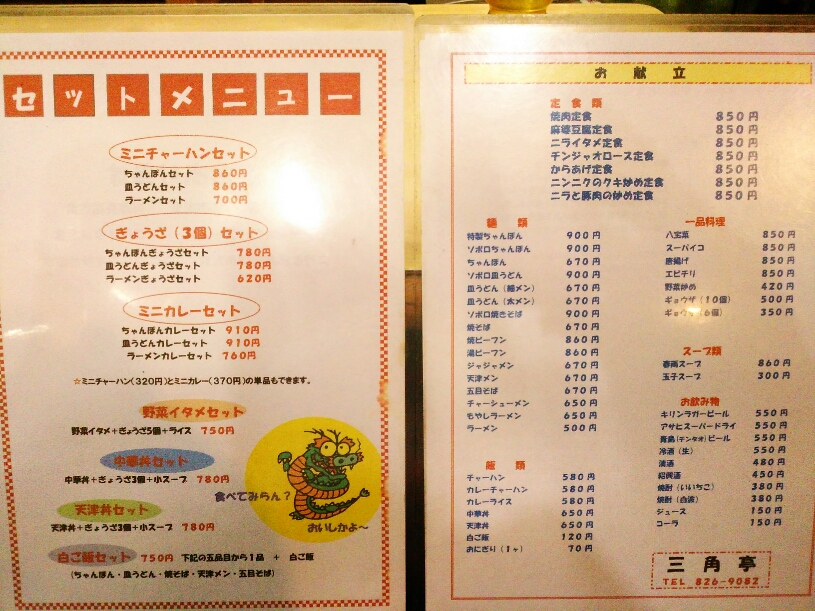 セットメニュー
ミニチャーハンセット
ちゃんぽんセット 860円
皿うどんセット 860円
ラーメンセット 700円
ぎょうざ（3個）セット
ちゃんぽんぎょうざセット 780円
皿うどんぎょうざセット 780円
ラーメンぎょうざセット 620円
ミニカレーセット
ちゃんぽんカレーセット 910円
皿うどんカレーセット 910円
ラーメンカレーセット 760円
☆ミニチャーハン(320円)とミニカレー(370円)の単品もできます。
野菜イタメセット
野菜イタメ＋ぎょうざ5個＋ライス 750円
中華丼セット
中華丼＋ぎょうざ3個＋小スープ 780円
天津丼セット
天津丼＋ぎょうざ3個＋小スープ 780円
食べてみらん？
おいしかよ〜
白ご飯セット 750円 下記の五品目から1品 ＋ 白ご飯
(ちゃんぽん・皿うどん・焼そば・天津メン・五目そば)
お献立
定食類
焼肉定食 850円
麻婆豆腐定食 850円
ニライタメ定食 850円
チンジャオロース定食 850円
からあげ定食 850円
ニンニクのクキ炒め定食 850円
ニラと豚肉の炒め定食 850円
麺類
特製ちゃんぽん 900円
ソボロちゃんぽん 900円
ちゃんぽん 670円
ソボロ皿うどん 900円
皿うどん（細メン） 670円
皿うどん（太メン） 670円
ソボロ焼きそば 900円
焼そば 670円
焼ビーフン 860円
湯ビーフン 860円
ジャジャメン 670円
天津メン 670円
五目そば 670円
チャーシューメン 650円
もやしラーメン 650円
ラーメン 500円
飯類
チャーハン 580円
カレーチャーハン 580円
カレーライス 580円
中華丼 650円
天津丼 650円
白ご飯 120円
おにぎり（1ヶ） 70円
一品料理
八宝菜 850円
スーパイコ 850円
唐揚げ 850円
エビチリ 850円
野菜炒め 420円
ギョウザ（10個） 500円
ギョウザ（6個） 350円
スープ類
春雨スープ 860円
玉子スープ 300円
お飲み物
キリンラガービール 550円
アサヒスーパードライ 550円
青島(チンタオ)ビール 550円
冷酒（生） 550円
清酒 480円
紹興酒 450円
焼酎（いいちこ） 380円
焼酎（白波） 380円
ジュース 150円
コーラ 150円
三角亭
TEL 826-9082